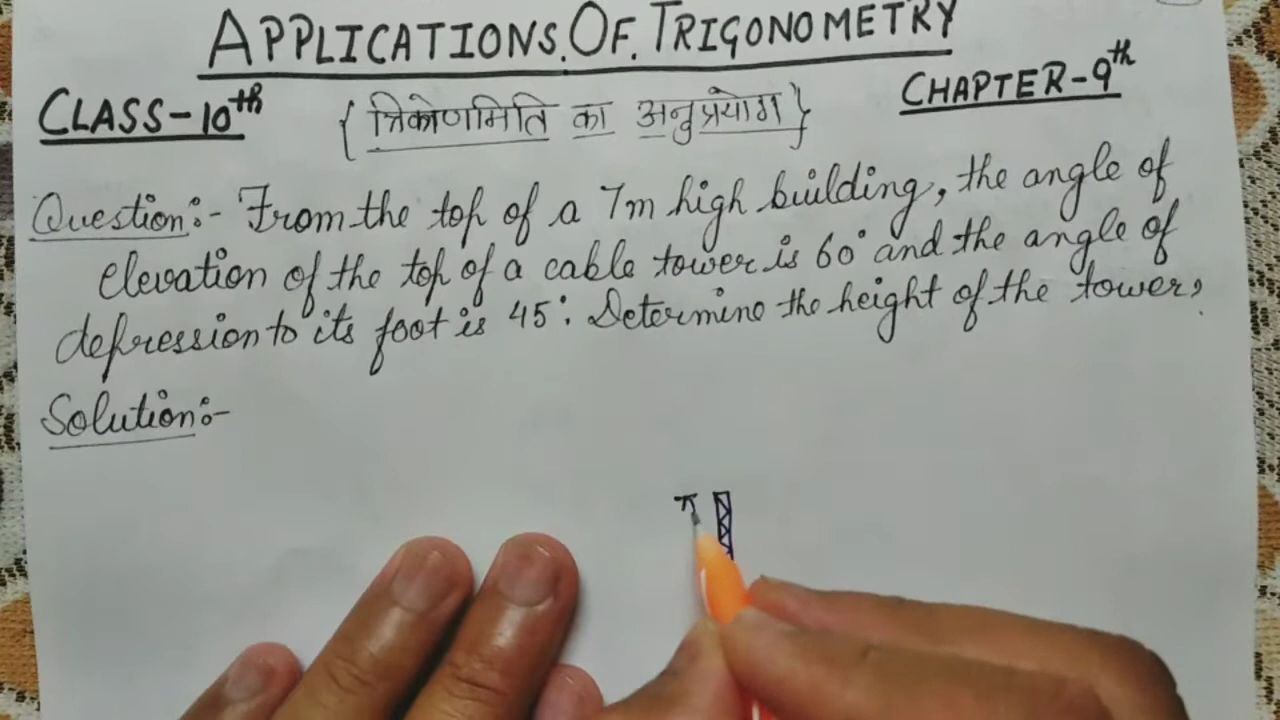 APPLICATIONS.OF.TRIGONOMETRY
CLASS-10th {त्रिकोणमिति का अनुप्रयोग} CHAPTER-9th
Question:- From the top of a 7m high building, the angle of
elevation of the top of a cable tower is 60° and the angle of
depression to its foot is 45°. Determine the height of the tower,
Solution:-